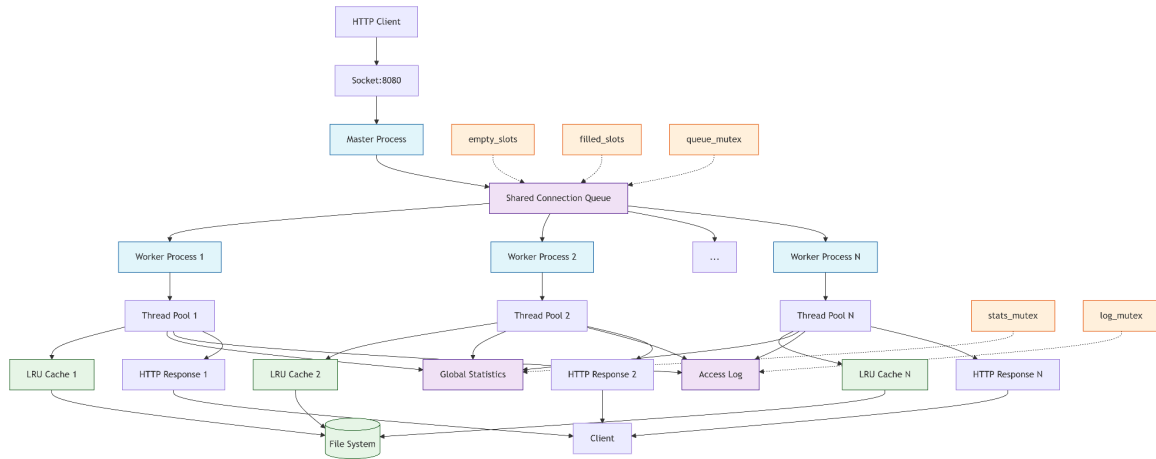 HTTP Client
Socket:8080
Master Process
empty_slots
filled_slots
queue_mutex
Shared Connection Queue
Worker Process 1
Worker Process 2
...
Worker Process N
Thread Pool 1
Thread Pool 2
Thread Pool N
stats_mutex
log_mutex
LRU Cache 1
HTTP Response 1
LRU Cache 2
Global Statistics
HTTP Response 2
Access Log
LRU Cache N
HTTP Response N
File System
Client